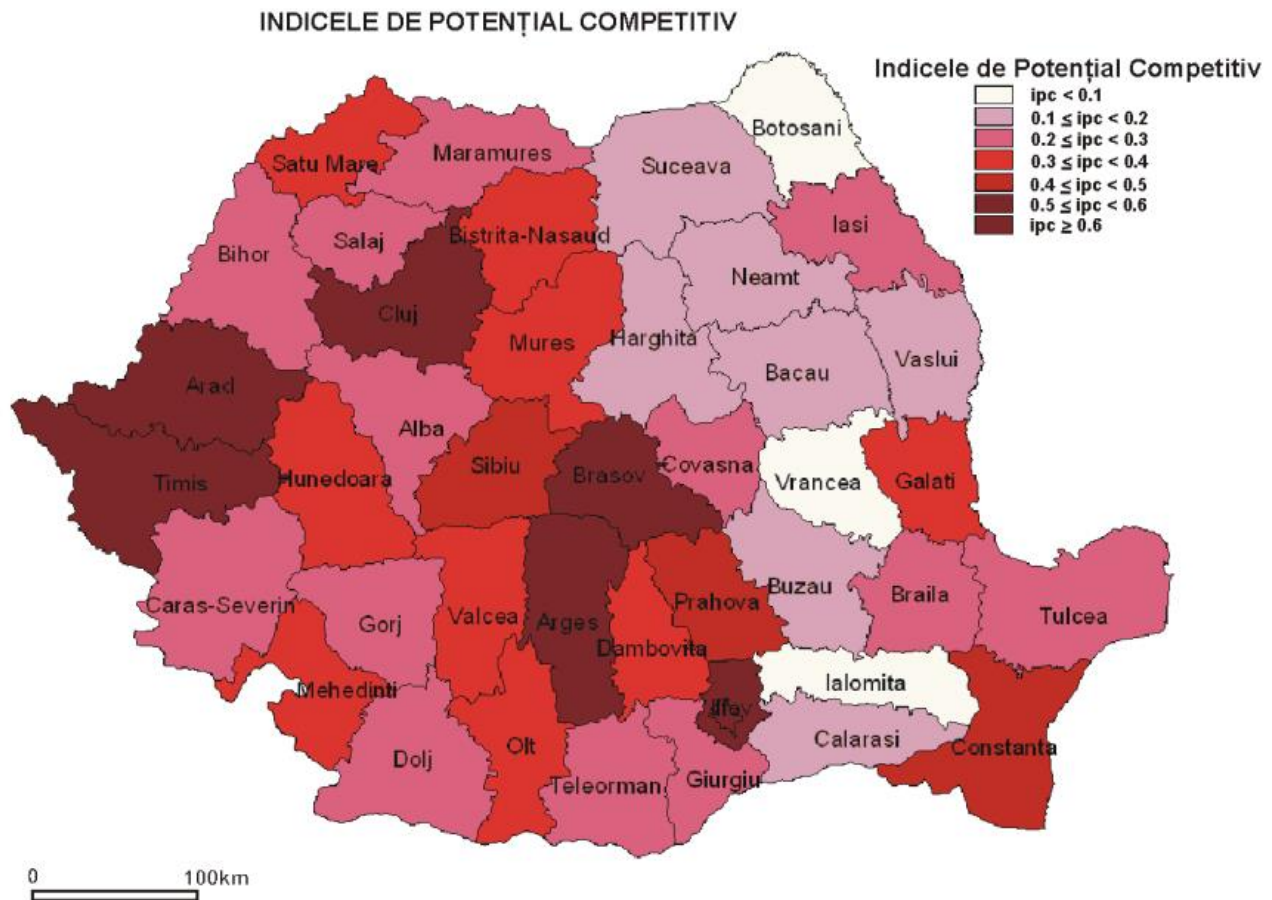 INDICELE DE POTENȚIAL COMPETITIV
Indicele de Potențial Competitiv
ipc < 0.1
0.1 ≤ ipc < 0.2
0.2 ≤ ipc < 0.3
0.3 ≤ ipc < 0.4
0.4 ≤ ipc < 0.5
0.5 ≤ ipc < 0.6
ipc ≥ 0.6
Botosani
Satu Mare
Maramures
Suceava
Iasi
Bistrita-Nasaud
Salaj
Bihor
Neamt
Cluj
Mures
Harghita
Vaslui
Bacau
Arad
Alba
Sibiu
Covasna
Brasov
Hunedoara
Timis
Vrancea
Galati
Buzau
Braila
Prahova
Caras-Severin
Tulcea
Valcea
Gorj
Arges
Dambovita
Mehedinti
Ialomita
Calarasi
Olt
Constanta
Dolj
Teleorman
Giurgiu
0 100km